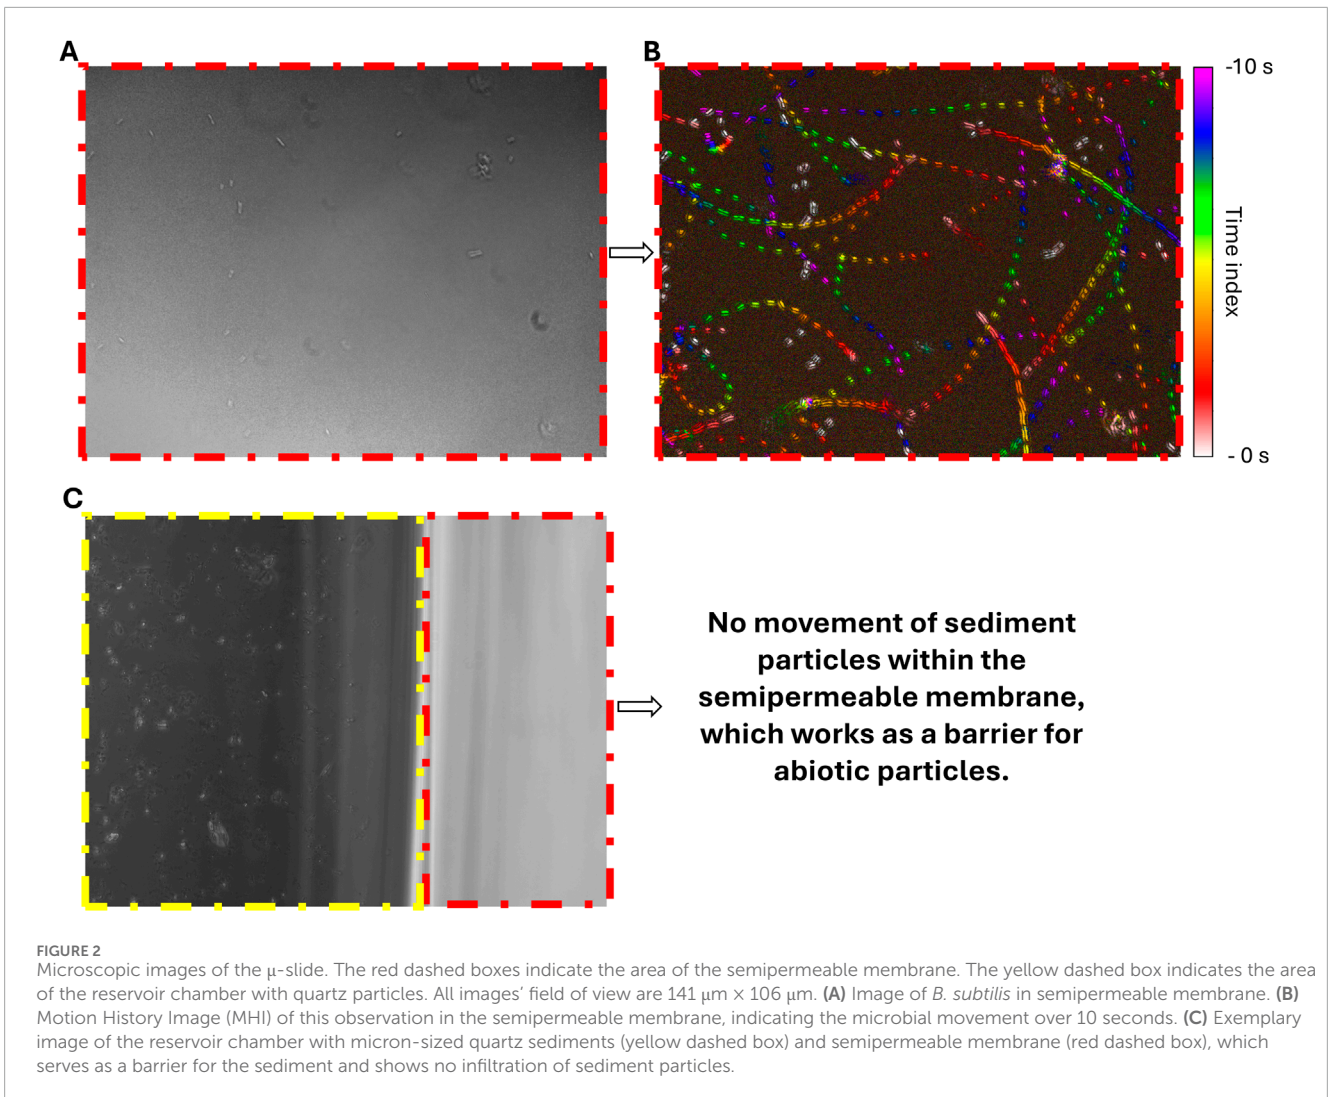 A
B
-10 s
Time index
- 0 s
C
No movement of sediment
particles within the
semipermeable membrane,
which works as a barrier for
abiotic particles.
FIGURE 2
Microscopic images of the μ-slide. The red dashed boxes indicate the area of the semipermeable membrane. The yellow dashed box indicates the area
of the reservoir chamber with quartz particles. All images’ field of view are 141 μm × 106 μm. (A) Image of B. subtilis in semipermeable membrane. (B)
Motion History Image (MHI) of this observation in the semipermeable membrane, indicating the microbial movement over 10 seconds. (C) Exemplary
image of the reservoir chamber with micron-sized quartz sediments (yellow dashed box) and semipermeable membrane (red dashed box), which
serves as a barrier for the sediment and shows no infiltration of sediment particles.